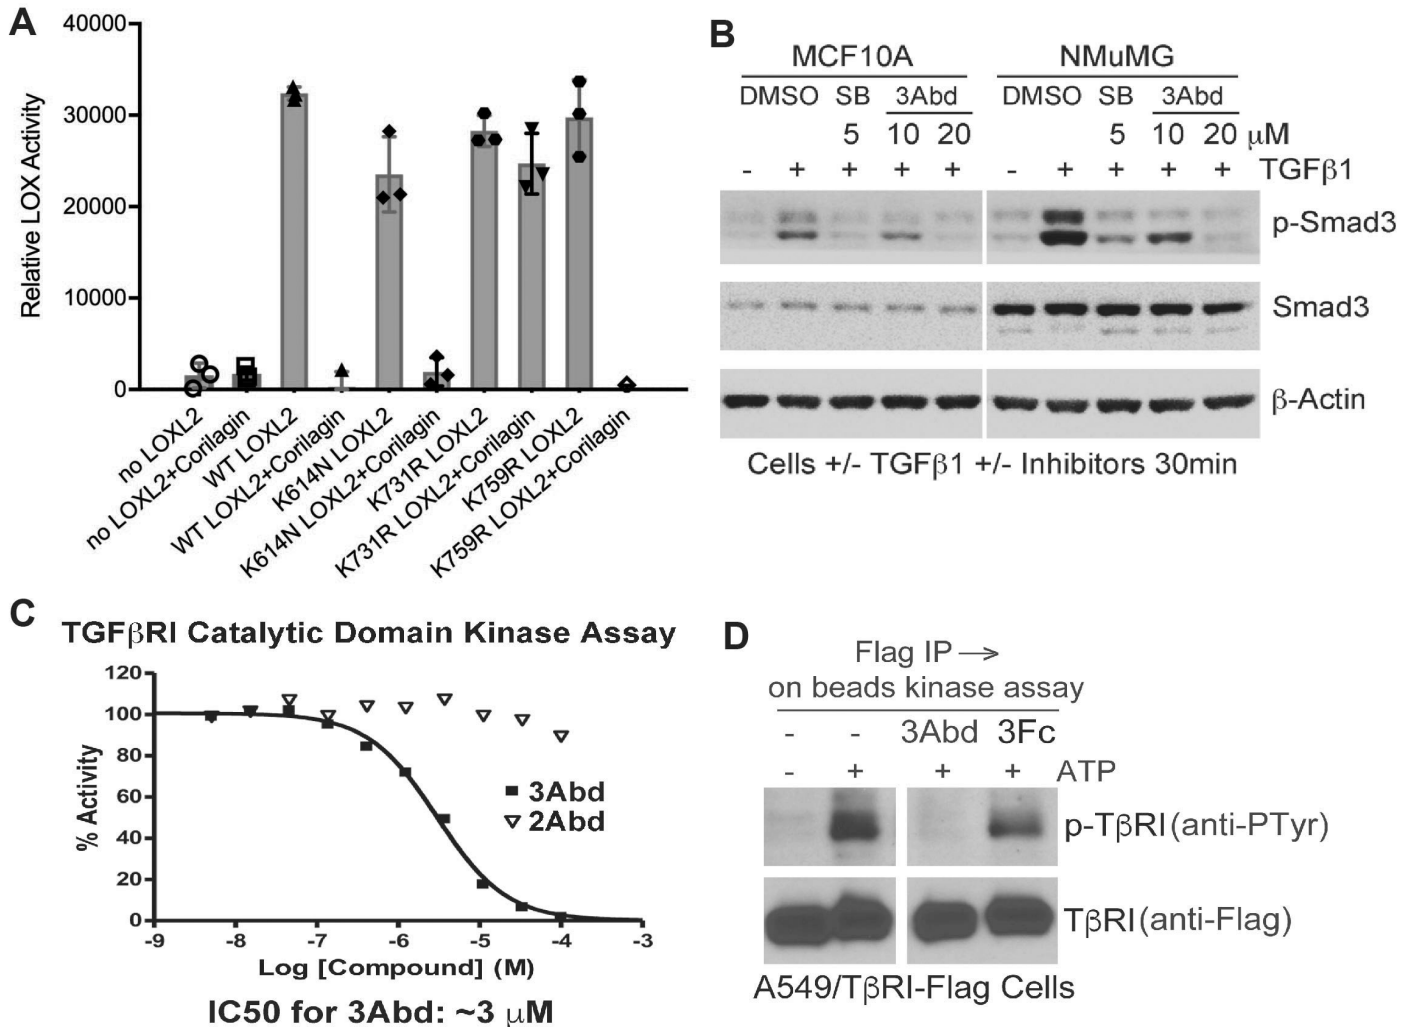 A
40000
30000
20000
10000
0
Relative LOX Activity
no LOXL2
no LOXL2+Corilagin
WT LOXL2
WT LOXL2+Corilagin
K614N LOXL2
K614N LOXL2+Corilagin
K731R LOXL2
K731R LOXL2+Corilagin
K759R LOXL2
K759R LOXL2+Corilagin
B
MCF10A NMuMG
DMSO SB 3Abd DMSO SB 3Abd
5 10 20 5 10 20 μM
- + + + + - + + + + TGFβ1
p-Smad3
Smad3
β-Actin
Cells +/- TGFβ1 +/- Inhibitors 30min
C
TGFβRI Catalytic Domain Kinase Assay
120
100
80
60
40
20
0
% Activity
3Abd
2Abd
-9 -8 -7 -6 -5 -4 -3
Log [Compound] (M)
IC50 for 3Abd: ~3 μM
D
Flag IP →
on beads kinase assay
- - 3Abd 3Fc
- + + + ATP
p-TβRI (anti-PTyr)
TβRI (anti-Flag)
A549/TβRI-Flag Cells